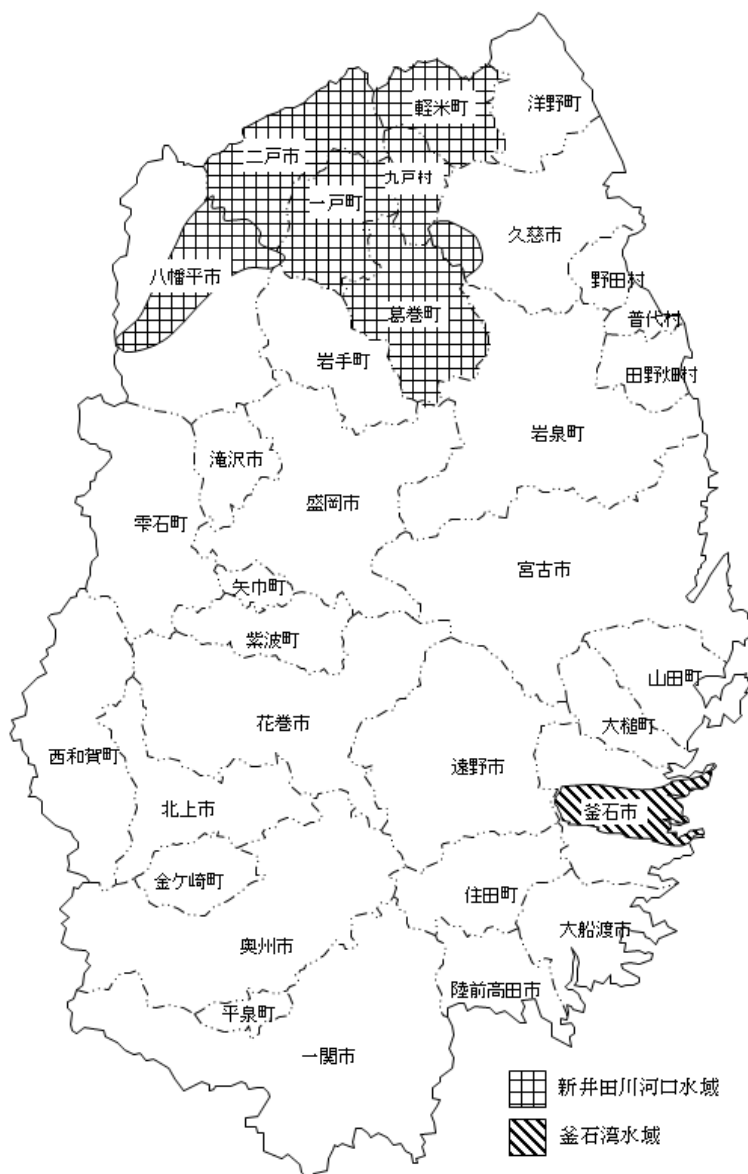 軽米町
洋野町
二戸市
九戸村
一戸町
久慈市
八幡平市
野田村
葛巻町
普代村
岩手町
田野畑村
岩泉町
滝沢市
盛岡市
雫石町
宮古市
矢巾町
紫波町
山田町
花巻市
大槌町
西和賀町
遠野市
北上市
釜石市
金ケ崎町
住田町
大船渡市
奥州市
陸前高田市
平泉町
一関市
新井田川河口水域
釜石湾水域